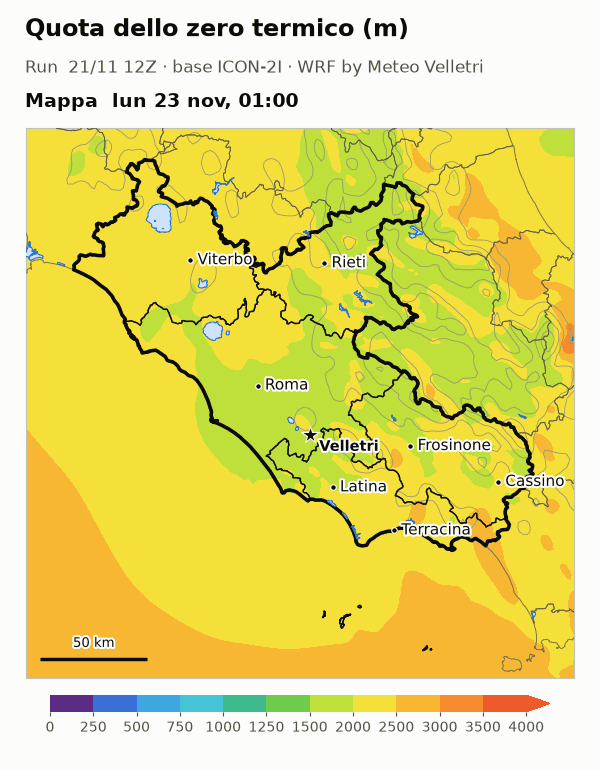 Quota dello zero termico (m)
Run 21/11 12Z · base ICON-2I · WRF by Meteo Velletri
Mappa lun 23 nov, 01:00
Viterbo
Rieti
Roma
Velletri
Frosinone
Cassino
Latina
Terracina
50 km
0 250 500 750 1000 1250 1500 2000 2500 3000 3500 4000